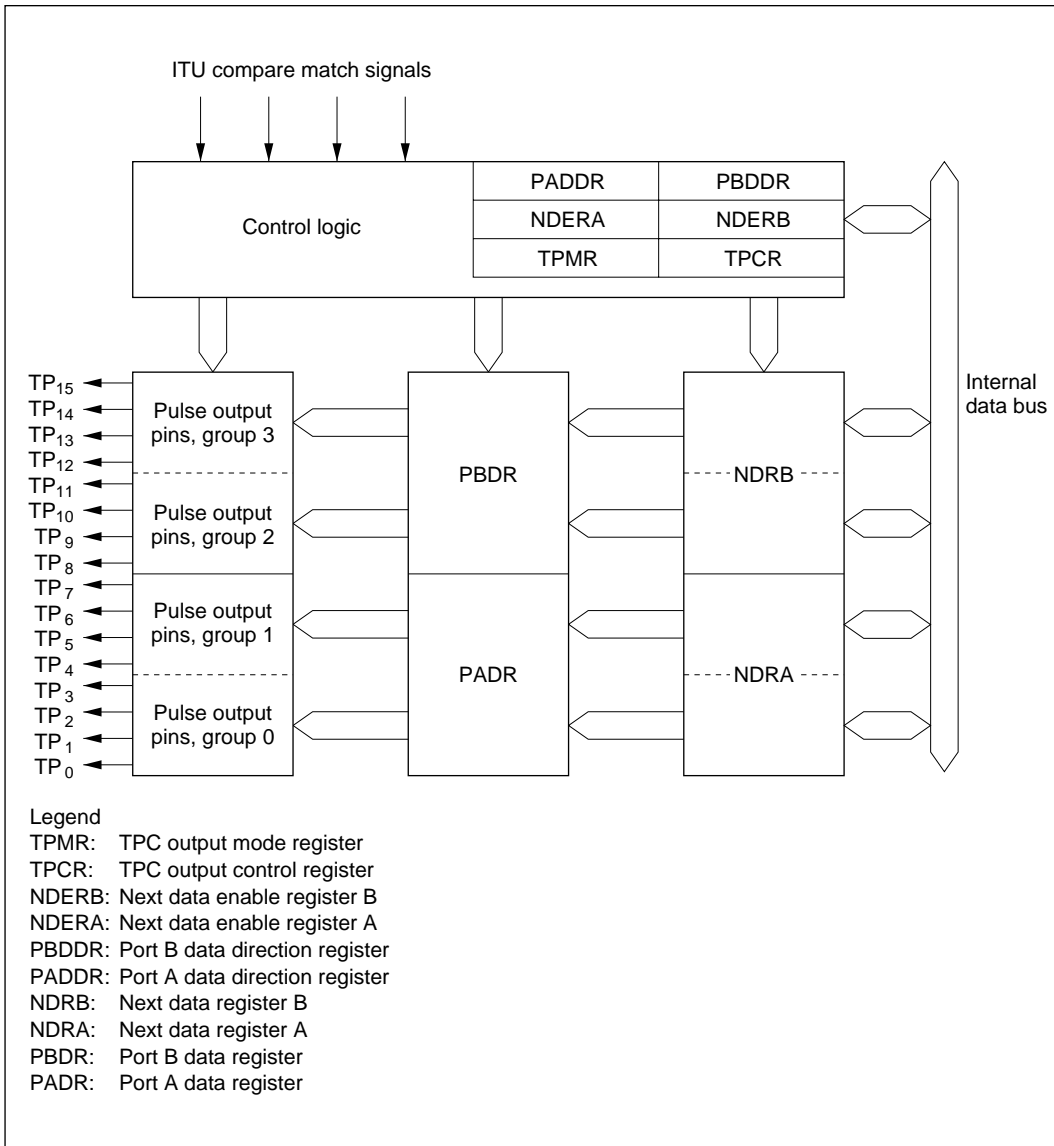 ITU compare match signals
Control logic
PADDR PBDDR
NDERA NDERB
TPMR TPCR
Internal
data bus
TP15
TP14
TP13
TP12
TP11
TP10
TP9
TP8
TP7
TP6
TP5
TP4
TP3
TP2
TP1
TP0
Pulse output
pins, group 3
Pulse output
pins, group 2
Pulse output
pins, group 1
Pulse output
pins, group 0
PBDR
PADR
NDRB
NDRA
Legend
TPMR: TPC output mode register
TPCR: TPC output control register
NDERB: Next data enable register B
NDERA: Next data enable register A
PBDDR: Port B data direction register
PADDR: Port A data direction register
NDRB: Next data register B
NDRA: Next data register A
PBDR: Port B data register
PADR: Port A data register